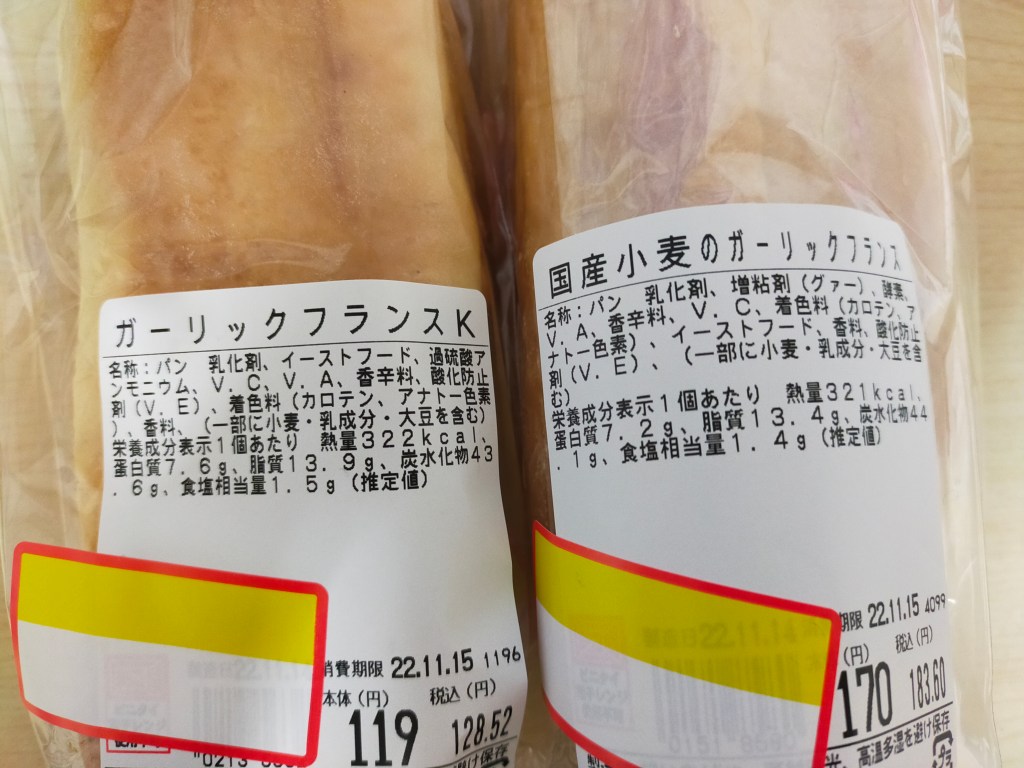 ガーリックフランスK
名称：パン 乳化剤、イーストフード、過硫酸ア
ンモニウム、V．C、V．A、香辛料、酸化防止
剤（V．E）、着色料（カロテン、アナトー色素
）、香料、（一部に小麦・乳成分・大豆を含む）
栄養成分表示1個あたり 熱量322kcal、
蛋白質7．6g、脂質13．9g、炭水化物43
．6g、食塩相当量1．5g（推定値）
消費期限 22.11.15 1196
本体（円） 税込（円）
119 128.52
避け保存
国産小麦のガーリックフランス
名称：パン 乳化剤、増粘剤（グァー）、酵素、
V．A、香辛料、V．C、着色料（カロテン、ア
ナトー色素）、イーストフード、香料、酸化防止
剤（V．E）、（一部に小麦・乳成分・大豆を含
む）
栄養成分表示1個あたり 熱量321kcal、
蛋白質7．2g、脂質13．4g、炭水化物44
．1g、食塩相当量1．4g（推定値）
22.11.14
期限 22.11.15 4099
（円） 税込（円）
170 183.60
高温多湿を避け保存
プラ